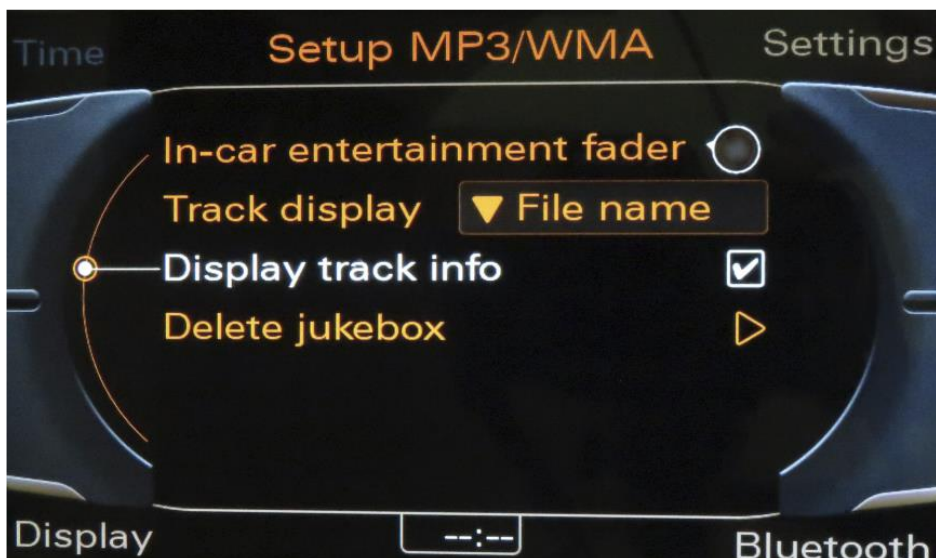 Time Setup MP3/WMA Settings
In-car entertainment fader
Track display File name
Display track info
Delete jukebox
Display --:-- Bluetooth